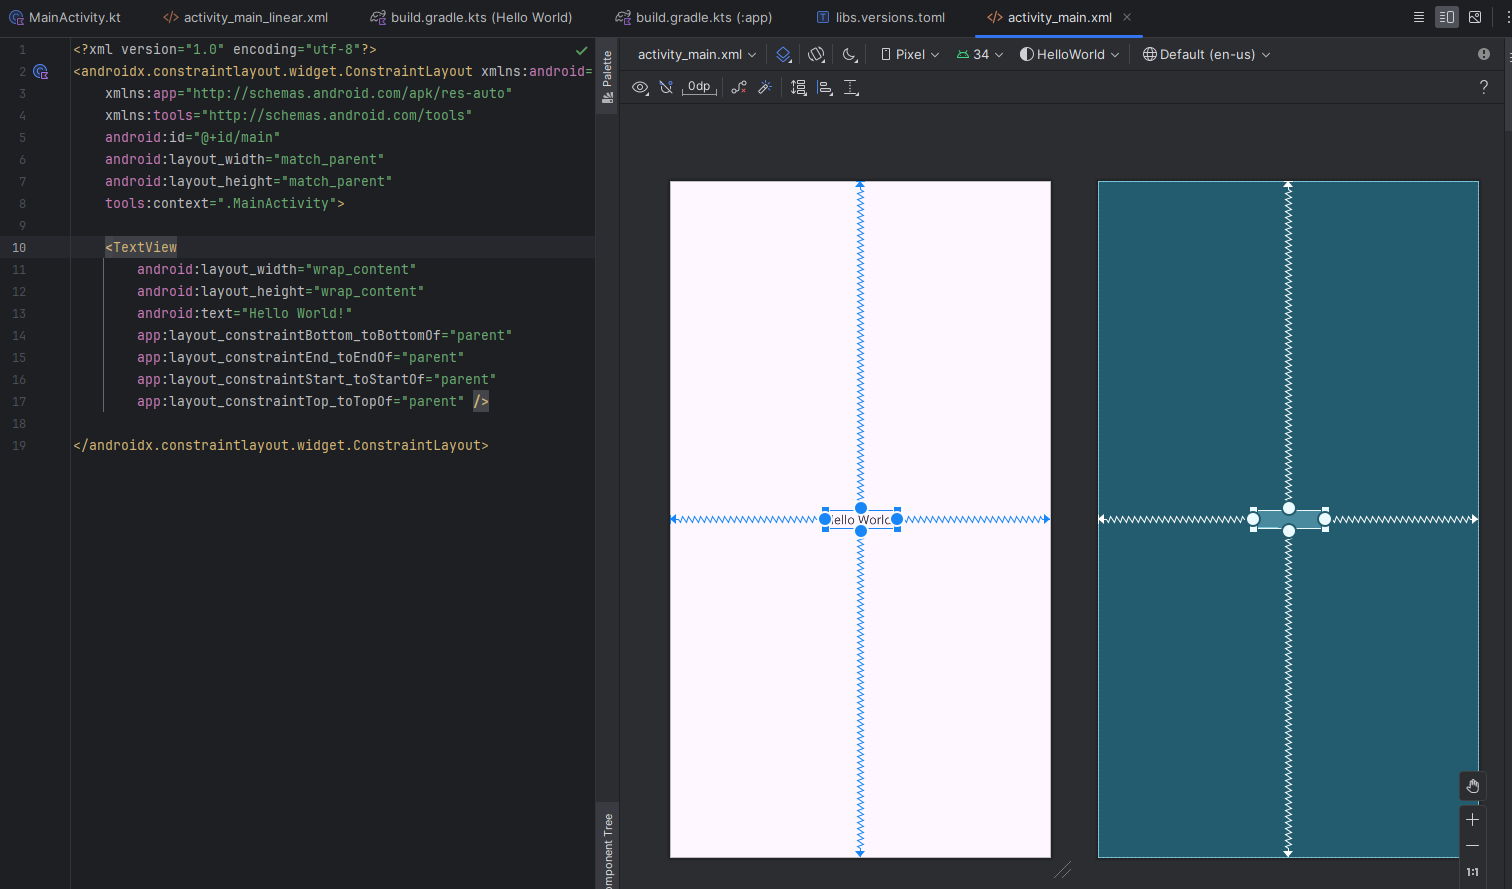 MainActivity.kt
activity_main_linear.xml
build.gradle.kts (Hello World)
build.gradle.kts (:app)
libs.versions.toml
activity_main.xml
1 <?xml version="1.0" encoding="utf-8"?>
2 <androidx.constraintlayout.widget.ConstraintLayout xmlns:android=
3 xmlns:app="http://schemas.android.com/apk/res-auto"
4 xmlns:tools="http://schemas.android.com/tools"
5 android:id="@+id/main"
6 android:layout_width="match_parent"
7 android:layout_height="match_parent"
8 tools:context=".MainActivity">
9
10 <TextView
11 android:layout_width="wrap_content"
12 android:layout_height="wrap_content"
13 android:text="Hello World!"
14 app:layout_constraintBottom_toBottomOf="parent"
15 app:layout_constraintEnd_toEndOf="parent"
16 app:layout_constraintStart_toStartOf="parent"
17 app:layout_constraintTop_toTopOf="parent" />
18
19 </androidx.constraintlayout.widget.ConstraintLayout>
Palette
omponent Tree
activity_main.xml
Pixel
34
HelloWorld
Default (en-us)
0dp
?
ello World
1:1